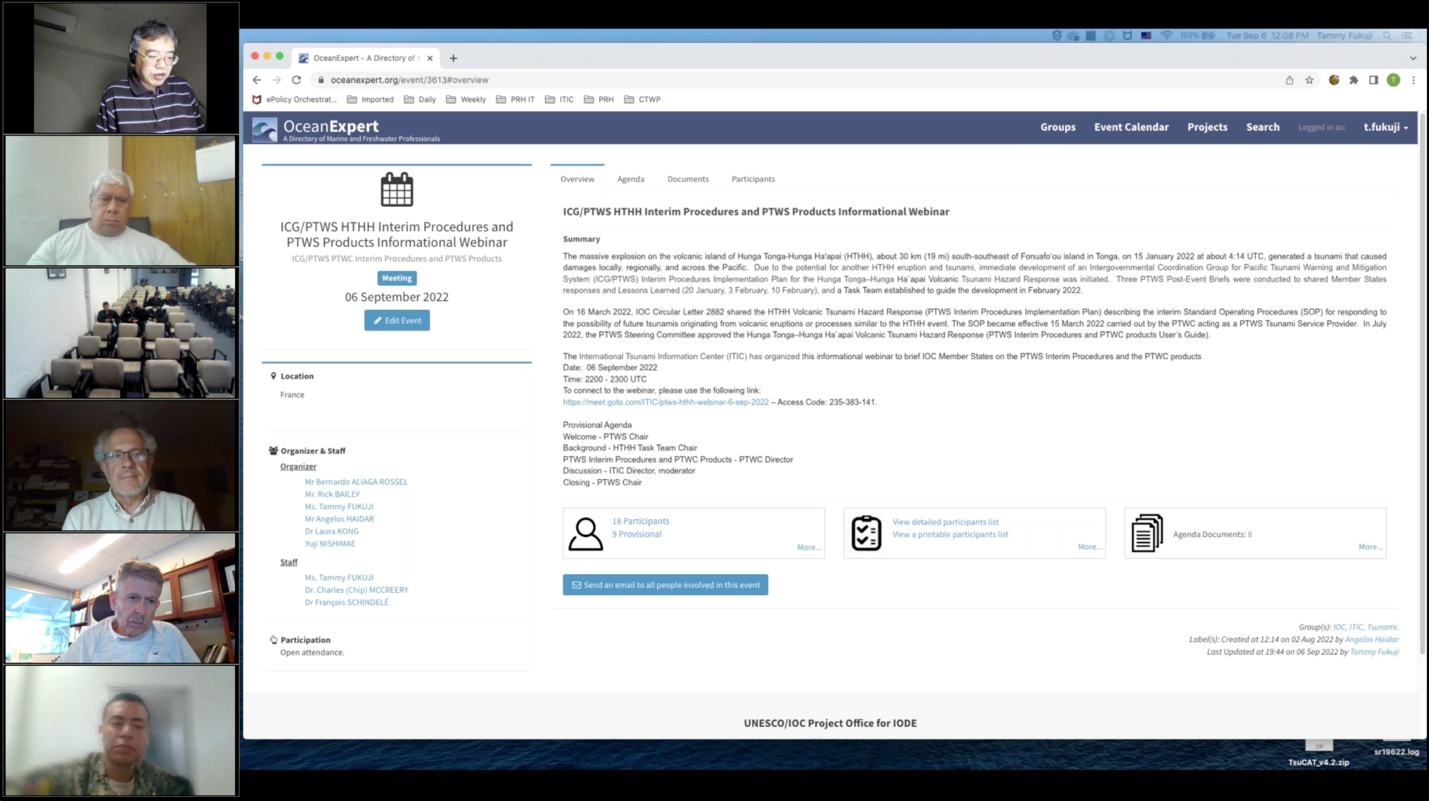 100% Tue Sep 6 12:08 PM Tammy Fukuji
OceanExpert - A Directory of M
oceanexpert.org/event/3613#overview
T
ePolicy Orchestrat... Imported Daily Weekly PRH IT ITIC PRH CTWP
OceanExpert
A Directory of Marine and Freshwater Professionals
Groups Event Calendar Projects Search Logged in as: t.fukuji
ICG/PTWS HTHH Interim Procedures and
PTWS Products Informational Webinar
ICG/PTWS PTWC Interim Procedures and PTWS Products
Meeting
06 September 2022
Edit Event
Location
France
Organizer & Staff
Organizer
Mr Bernardo ALIAGA ROSSEL
Mr. Rick BAILEY
Ms. Tammy FUKUJI
Mr Angelos HAIDAR
Dr Laura KONG
Yuji NISHIMAE
Staff
Ms. Tammy FUKUJI
Dr. Charles (Chip) MCCREERY
Dr François SCHINDELÉ
Participation
Open attendance.
Overview Agenda Documents Participants
ICG/PTWS HTHH Interim Procedures and PTWS Products Informational Webinar
Summary
The massive explosion on the volcanic island of Hunga Tonga-Hunga Ha'apai (HTHH), about 30 km (19 mi) south-southeast of Fonuafo'ou island in Tonga, on 15 January 2022 at about 4:14 UTC, generated a tsunami that caused
damages locally, regionally, and across the Pacific. Due to the potential for another HTHH eruption and tsunami, immediate development of an Intergovernmental Coordination Group for Pacific Tsunami Warning and Mitigation
System (ICG/PTWS) Interim Procedures Implementation Plan for the Hunga Tonga–Hunga Ha'apai Volcanic Tsunami Hazard Response was initiated. Three PTWS Post-Event Briefs were conducted to shared Member States
responses and Lessons Learned (20 January, 3 February, 10 February), and a Task Team established to guide the development in February 2022.
On 16 March 2022, IOC Circular Letter 2882 shared the HTHH Volcanic Tsunami Hazard Response (PTWS Interim Procedures Implementation Plan) describing the interim Standard Operating Procedures (SOP) for responding to
the possibility of future tsunamis originating from volcanic eruptions or processes similar to the HTHH event. The SOP became effective 15 March 2022 carried out by the PTWC acting as a PTWS Tsunami Service Provider. In July
2022, the PTWS Steering Committee approved the Hunga Tonga–Hunga Ha'apai Volcanic Tsunami Hazard Response (PTWS Interim Procedures and PTWC products User's Guide).
The International Tsunami Information Center (ITIC) has organized this informational webinar to brief IOC Member States on the PTWS Interim Procedures and the PTWC products
Date: 06 September 2022
Time: 2200 - 2300 UTC
To connect to the webinar, please use the following link:
https://meet.goto.com/ITIC/ptws-hthh-webinar-6-sep-2022 – Access Code: 235-383-141.
Provisional Agenda
Welcome - PTWS Chair
Background - HTHH Task Team Chair
PTWS Interim Procedures and PTWC Products - PTWC Director
Discussion - ITIC Director, moderator
Closing - PTWS Chair
18 Participants
9 Provisional
More...
View detailed participants list
View a printable participants list
More...
Agenda Documents: 8
More...
Send an email to all people involved in this event
Group(s): IOC, ITIC, Tsunami.
Label(s): Created at 12:14 on 02 Aug 2022 by Angelos Haidar
Last Updated at 19:44 on 06 Sep 2022 by Tammy Fukuji
UNESCO/IOC Project Office for IODE
ZIP
TsuCAT_v4.2.zip
sr19622.log